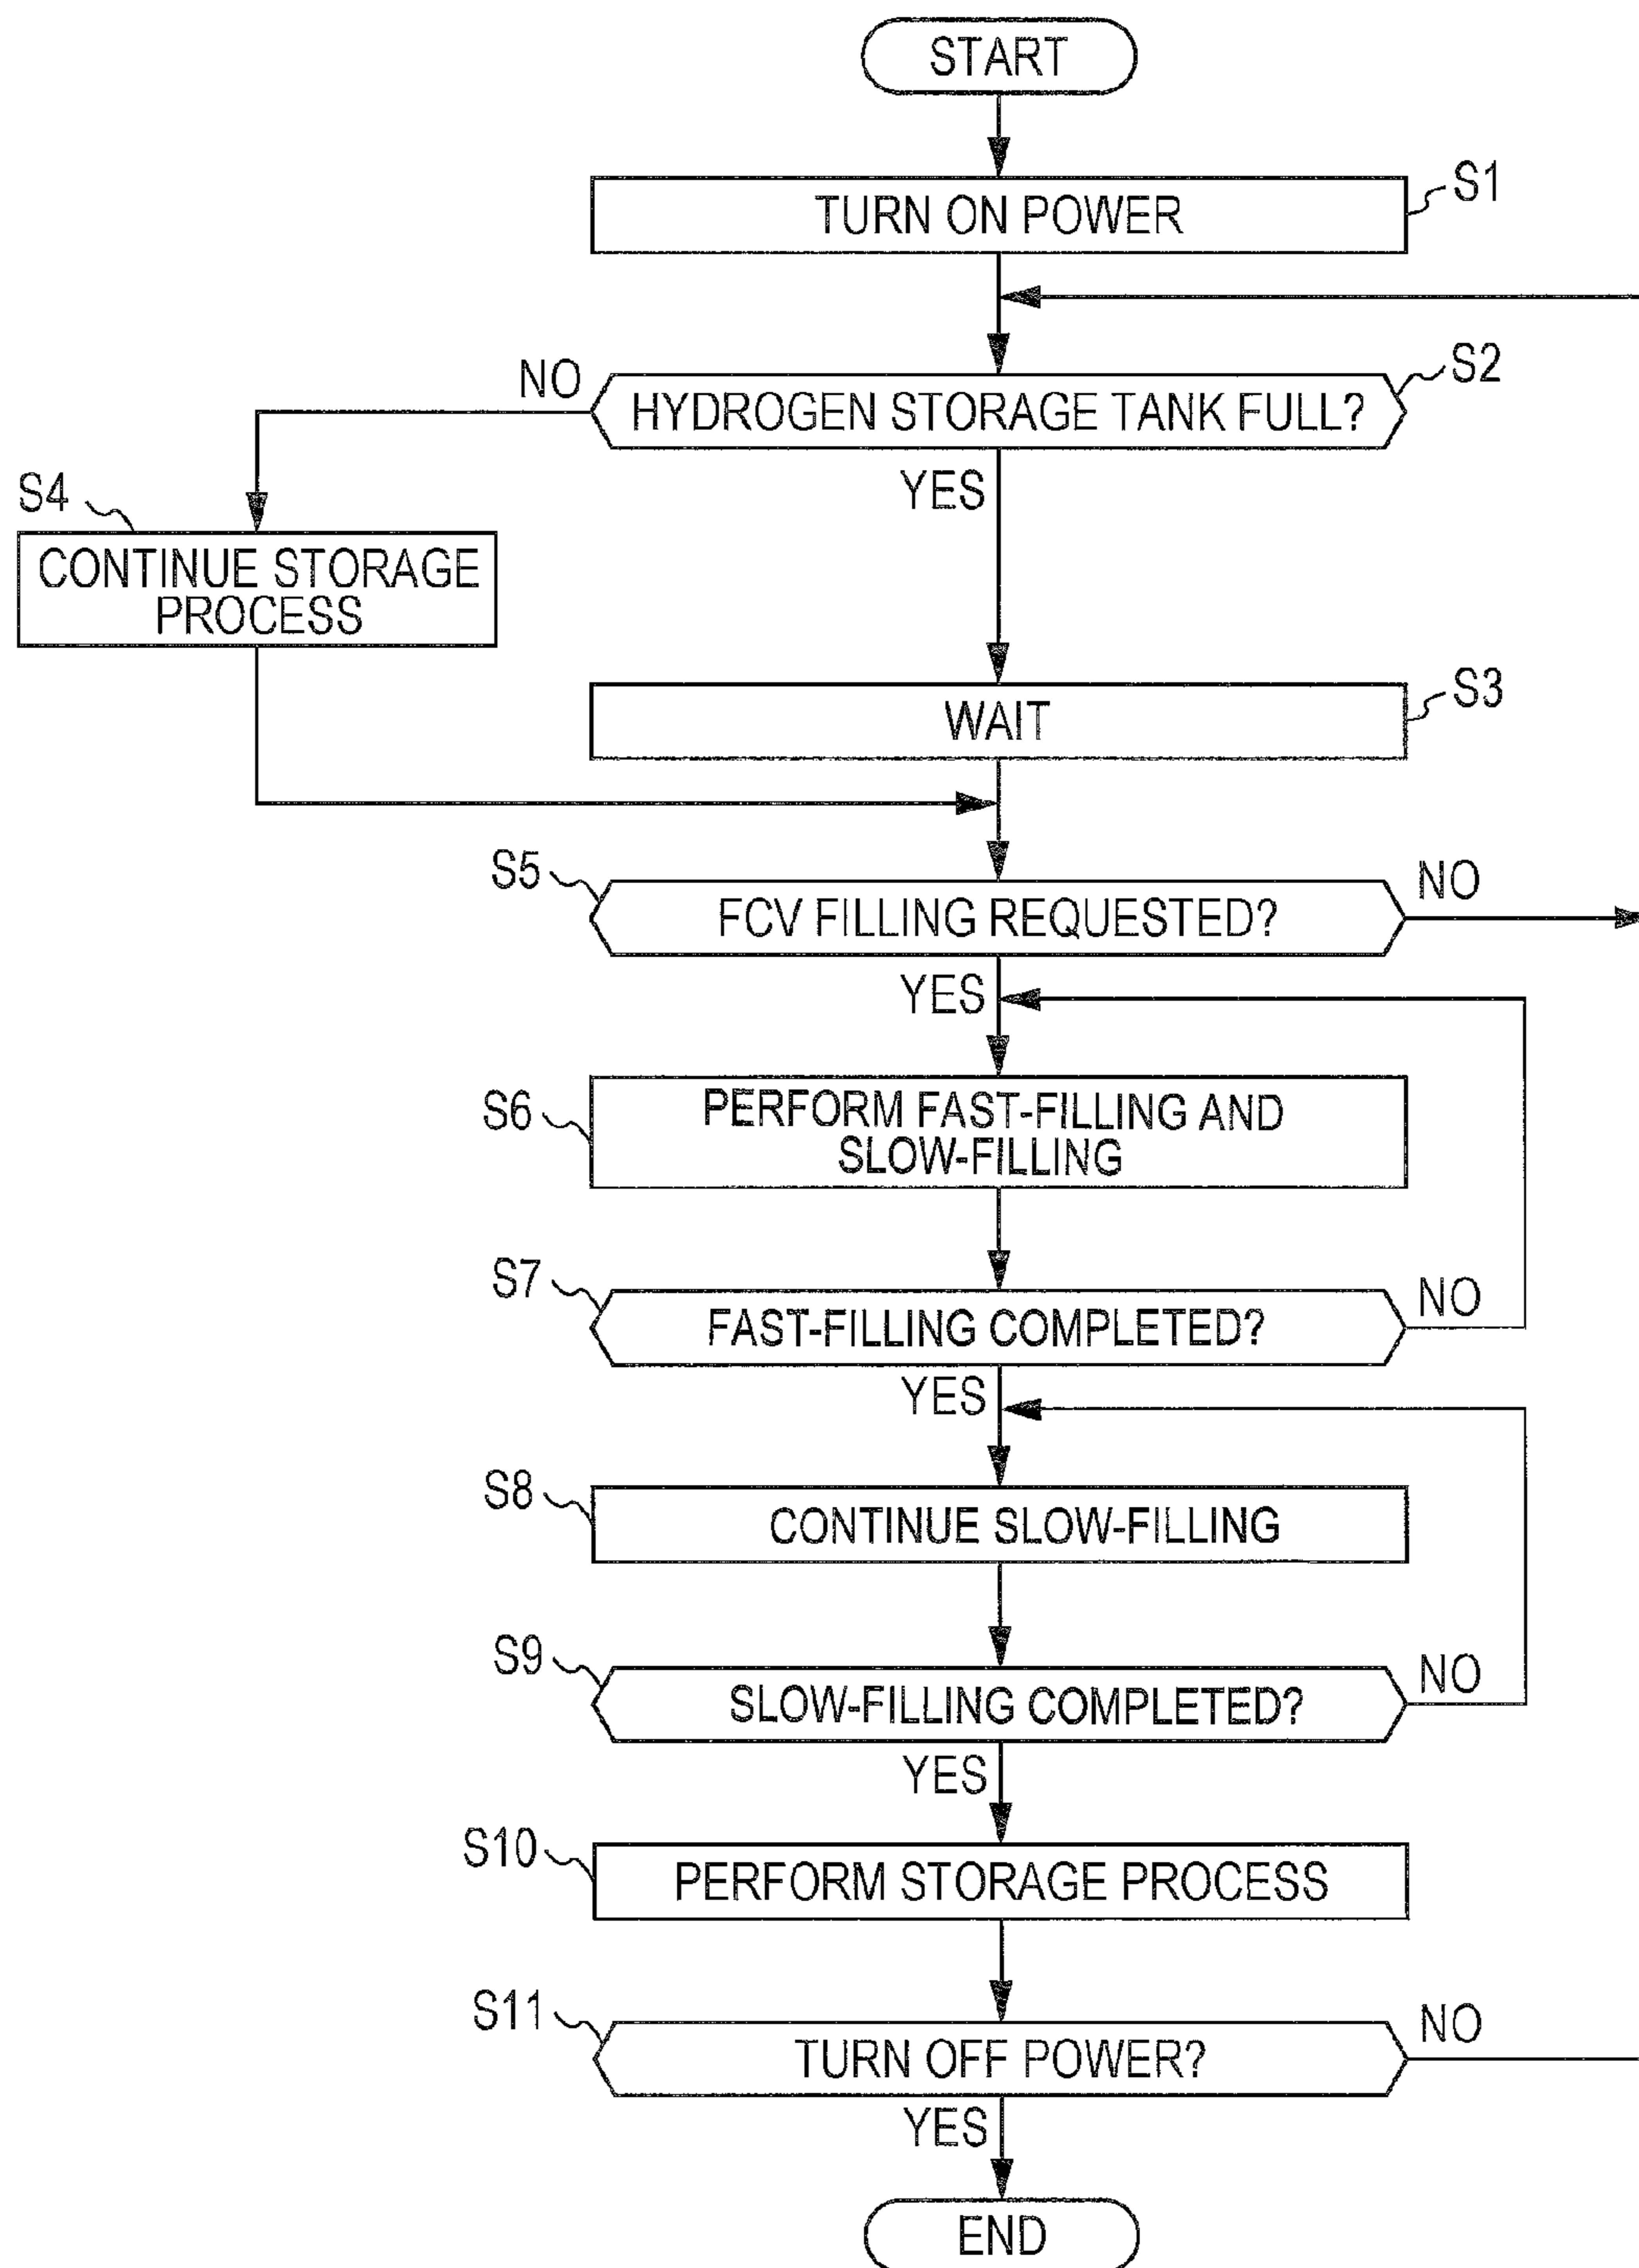 START
TURN ON POWER
S1
NO
HYDROGEN STORAGE TANK FULL?
S2
YES
S4
CONTINUE STORAGE
PROCESS
WAIT
S3
S5
FCV FILLING REQUESTED?
NO
YES
S6
PERFORM FAST-FILLING AND
SLOW-FILLING
S7
FAST-FILLING COMPLETED?
NO
YES
S8
CONTINUE SLOW-FILLING
S9
SLOW-FILLING COMPLETED?
NO
YES
S10
PERFORM STORAGE PROCESS
S11
TURN OFF POWER?
NO
YES
END